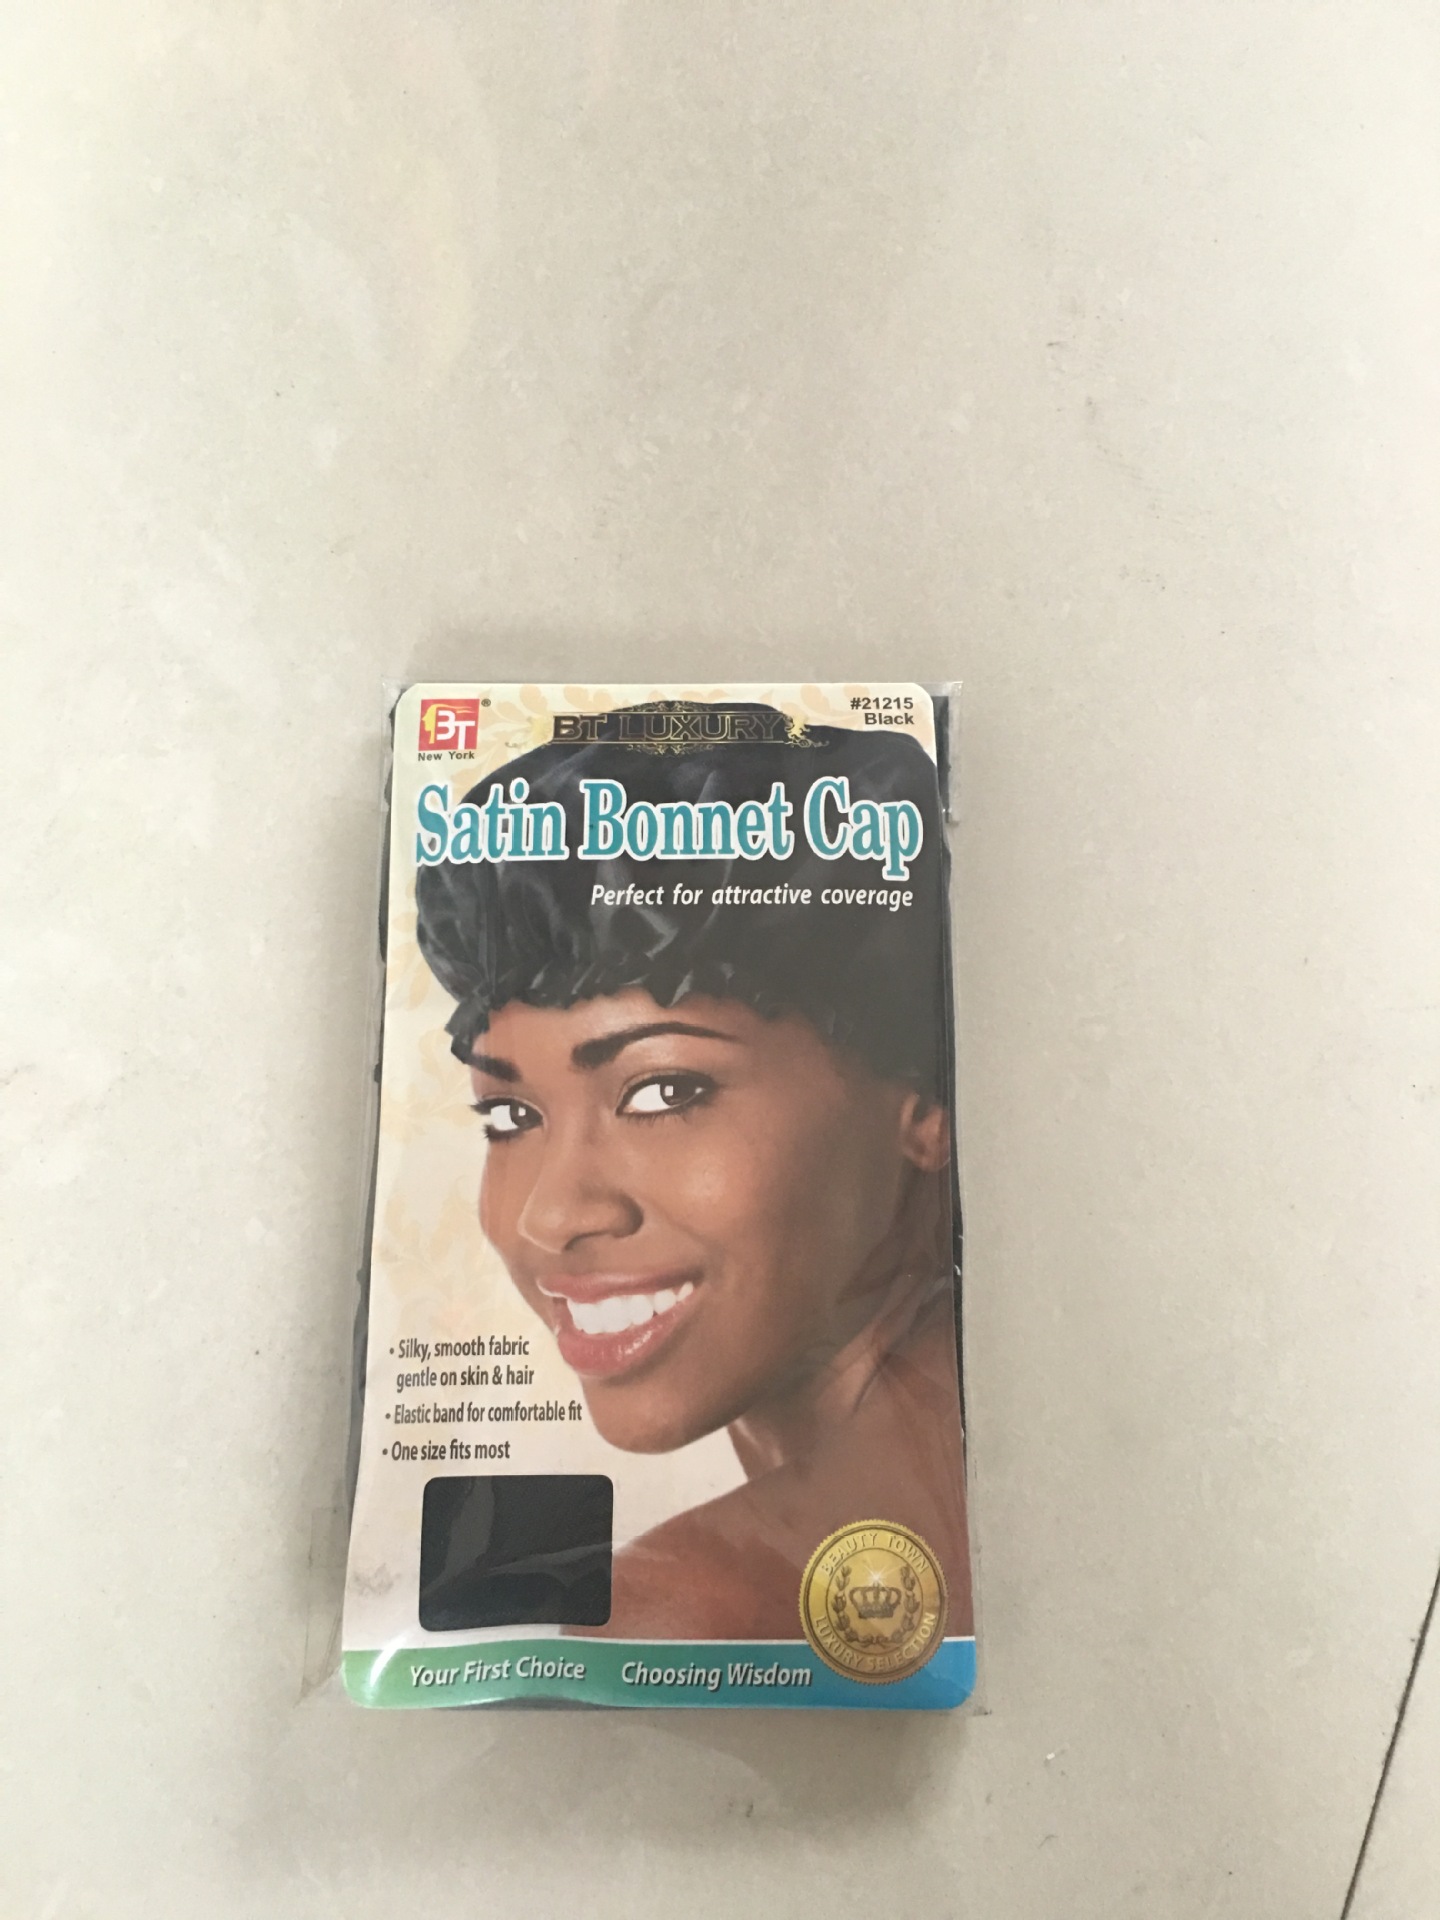 BT®
New York
BT LUXURY
#21215
Black
Satin Bonnet Cap
Perfect for attractive coverage
• Silky, smooth fabric
gentle on skin & hair
• Elastic band for comfortable fit
• One size fits most
BEAUTY TOWN
LUXURY SELECTION
Your First Choice Choosing Wisdom